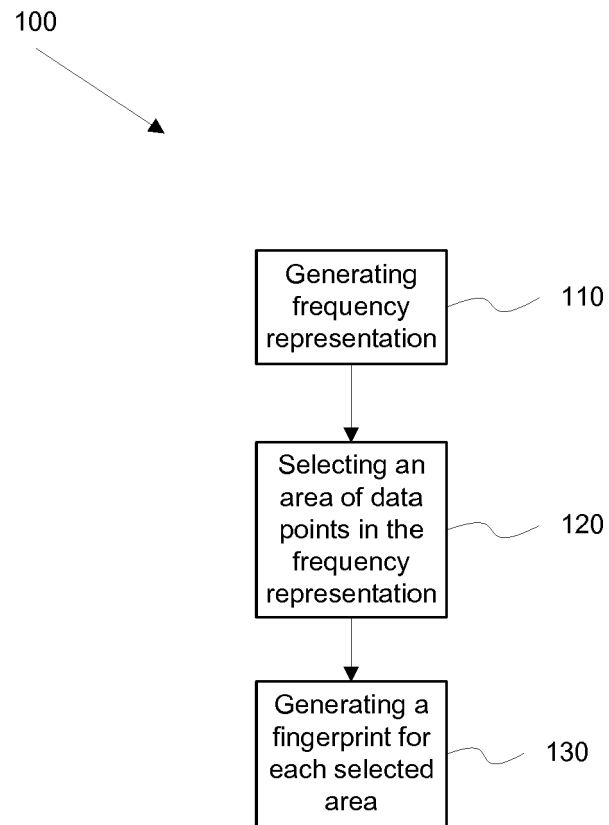 100
Generating
frequency
representation
110
Selecting an
area of data
points in the
frequency
representation
120
Generating a
fingerprint for
each selected
area
130